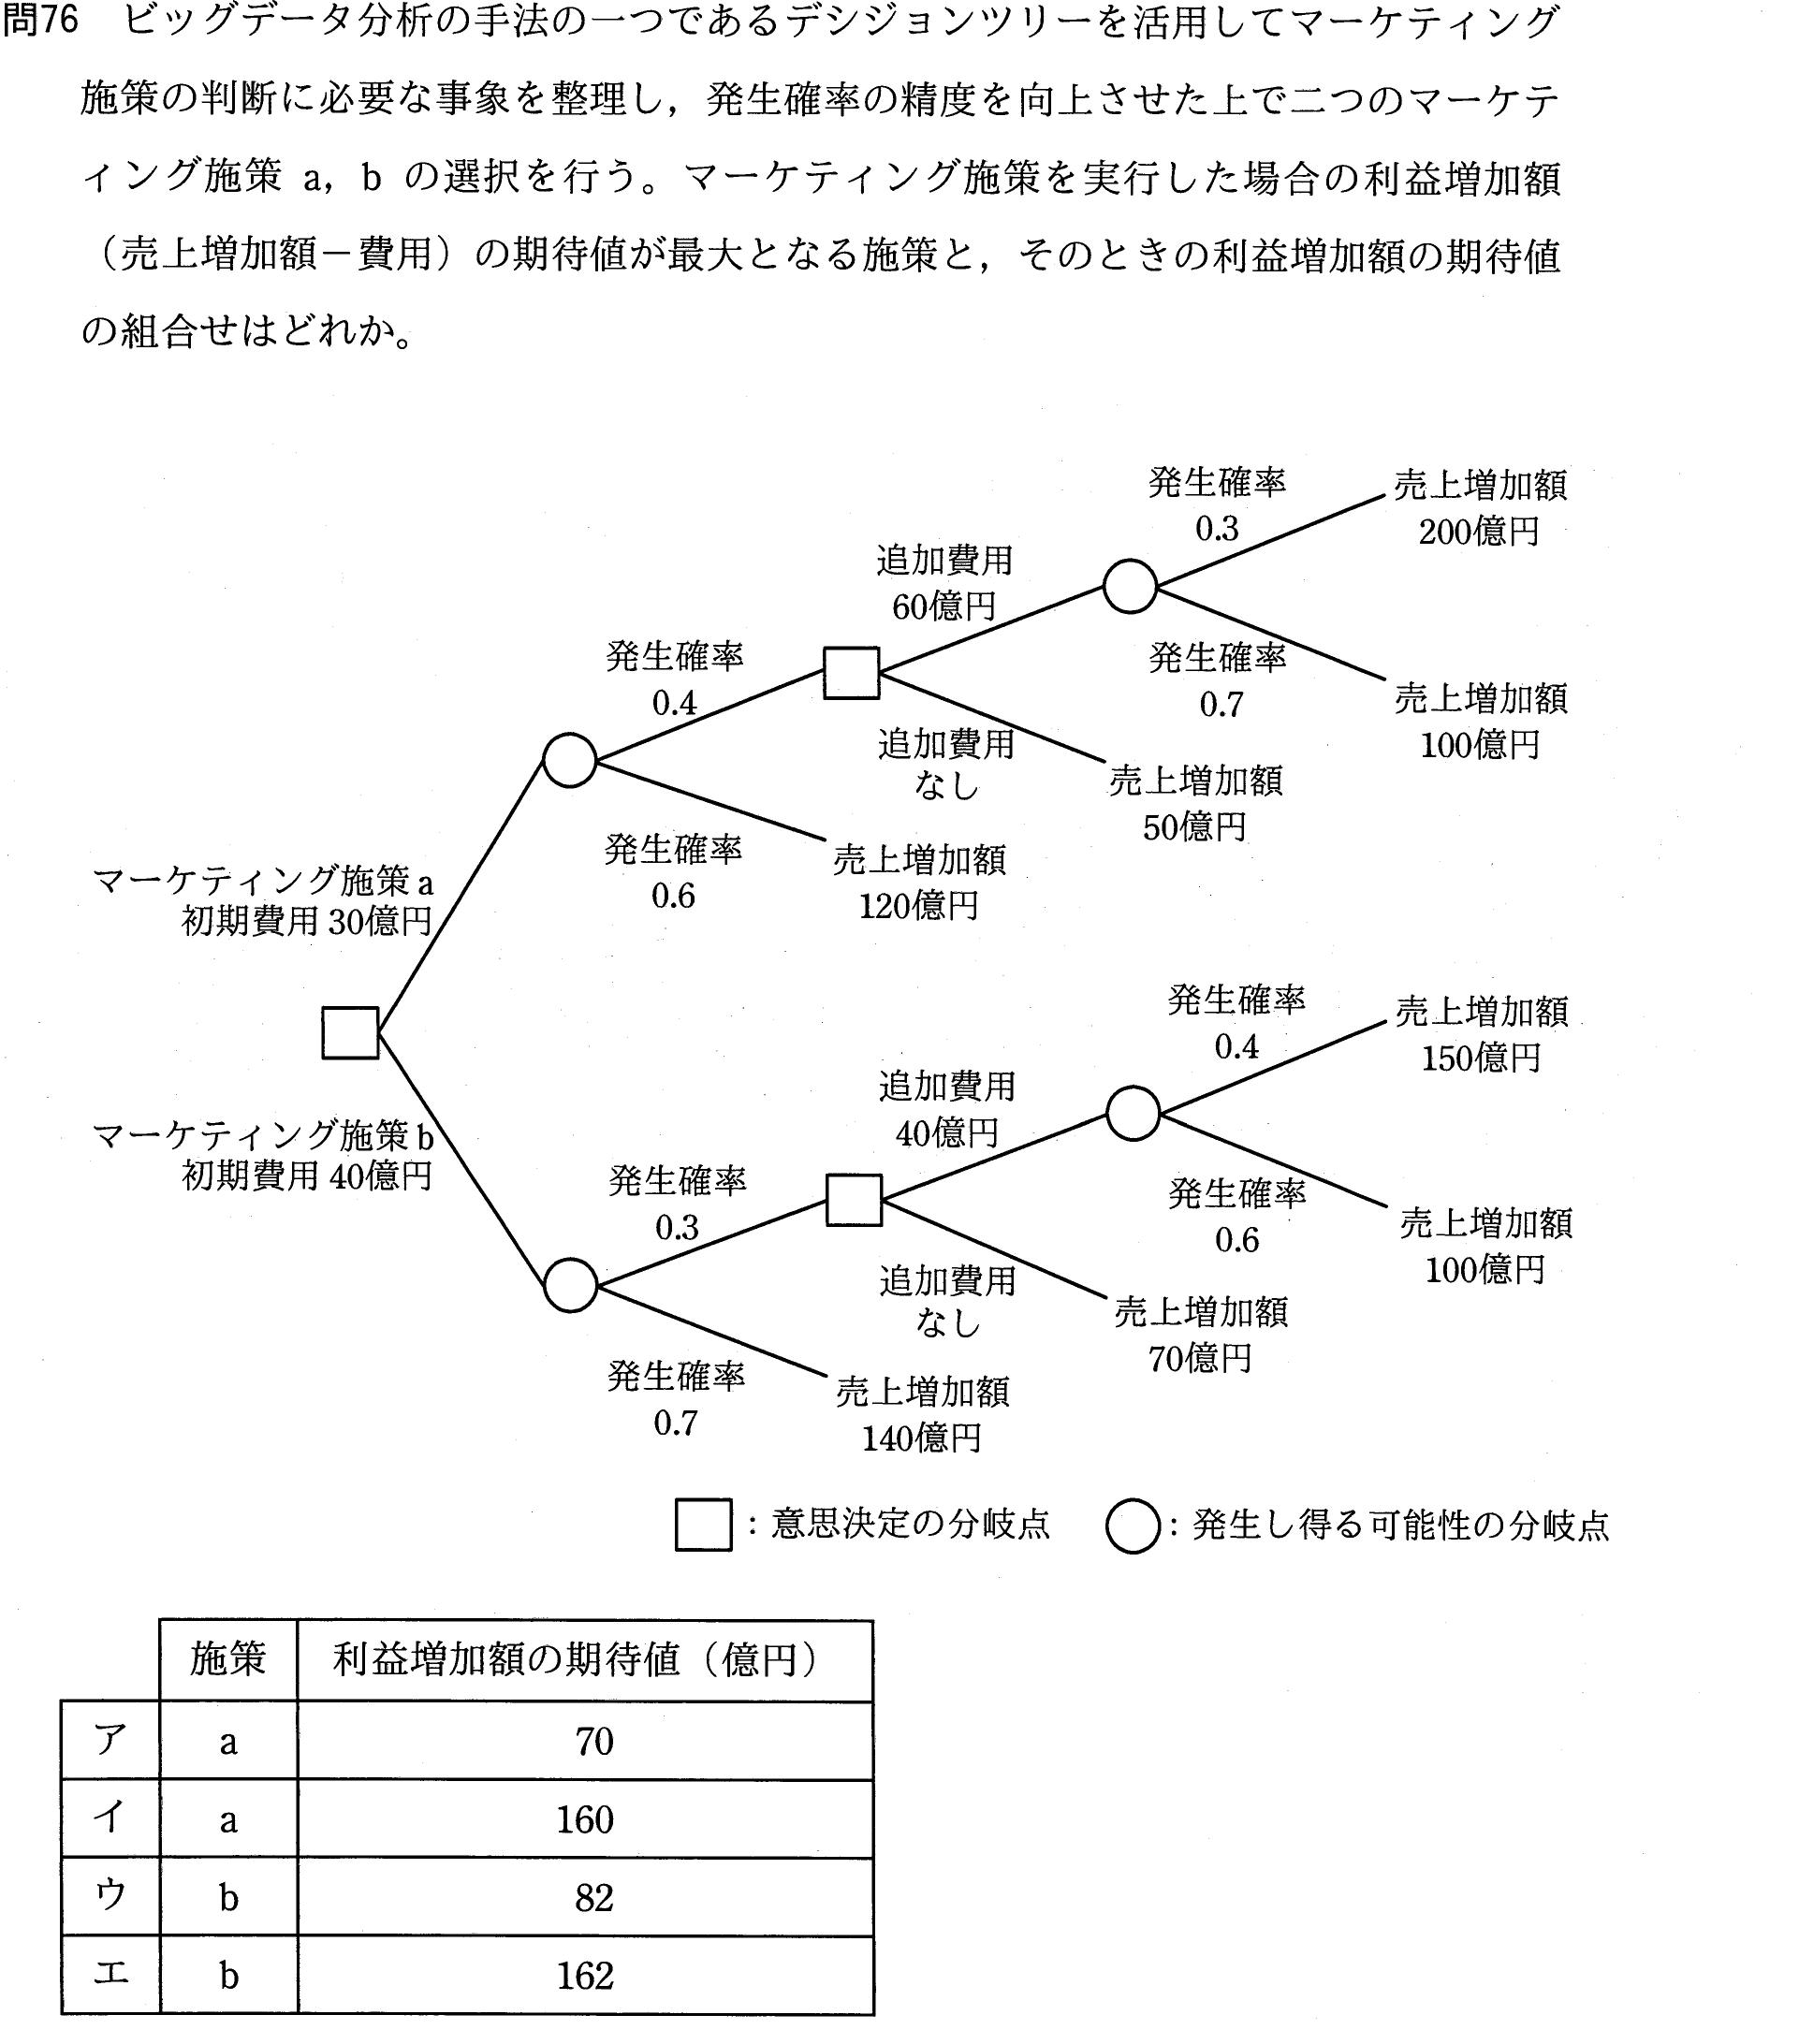 問76 ビッグデータ分析の手法の一つであるデシジョンツリーを活用してマーケティング
施策の判断に必要な事象を整理し，発生確率の精度を向上させた上で二つのマーケテ
ィング施策 a，b の選択を行う。マーケティング施策を実行した場合の利益増加額
（売上増加額－費用）の期待値が最大となる施策と，そのときの利益増加額の期待値
の組合せはどれか。
発生確率
0.3
売上増加額
200億円
追加費用
60億円
発生確率
0.7
売上増加額
100億円
発生確率
0.4
追加費用
なし
売上増加額
50億円
発生確率
0.6
売上増加額
120億円
マーケティング施策 a
初期費用 30億円
マーケティング施策 b
初期費用 40億円
発生確率
0.4
売上増加額
150億円
追加費用
40億円
発生確率
0.6
売上増加額
100億円
発生確率
0.3
追加費用
なし
売上増加額
70億円
発生確率
0.7
売上増加額
140億円
：意思決定の分岐点 ：発生し得る可能性の分岐点
施策 利益増加額の期待値（億円）
ア a 70
イ a 160
ウ b 82
エ b 162